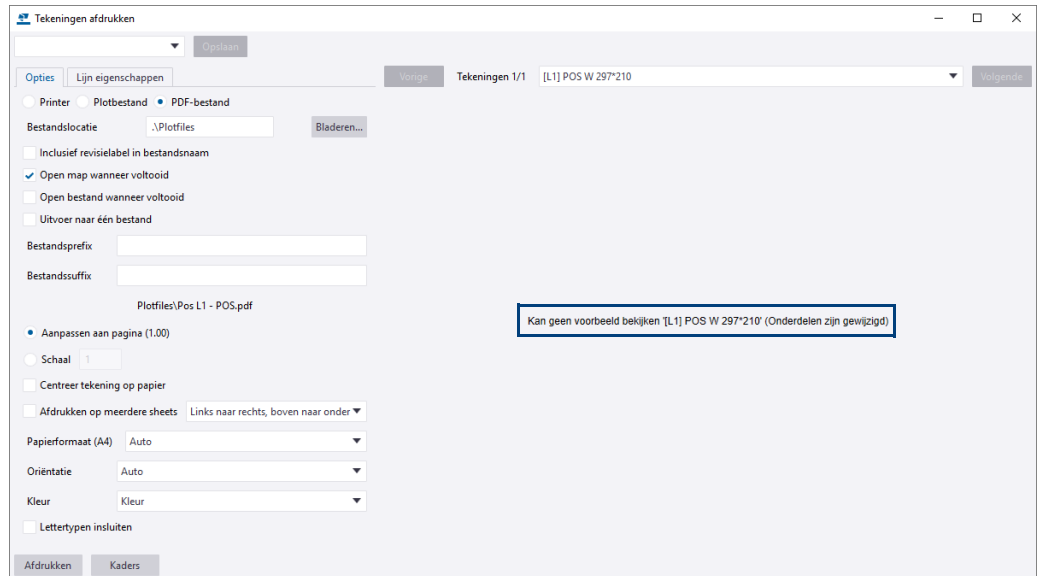 Tekeningen afdrukken
Opslaan
Opties Lijn eigenschappen
Vorige Tekeningen 1/1 [L1] POS W 297*210 Volgende
Printer Plotbestand PDF-bestand
Bestandslocatie .\Plotfiles Bladeren...
Inclusief revisielabel in bestandsnaam
Open map wanneer voltooid
Open bestand wanneer voltooid
Uitvoer naar één bestand
Bestandsprefix
Bestandssuffix
Plotfiles\Pos L1 - POS.pdf
Kan geen voorbeeld bekijken '[L1] POS W 297*210' (Onderdelen zijn gewijzigd)
Aanpassen aan pagina (1.00)
Schaal 1
Centreer tekening op papier
Afdrukken op meerdere sheets Links naar rechts, boven naar onder
Papierformaat (A4) Auto
Oriëntatie Auto
Kleur Kleur
Lettertypen insluiten
Afdrukken Kaders